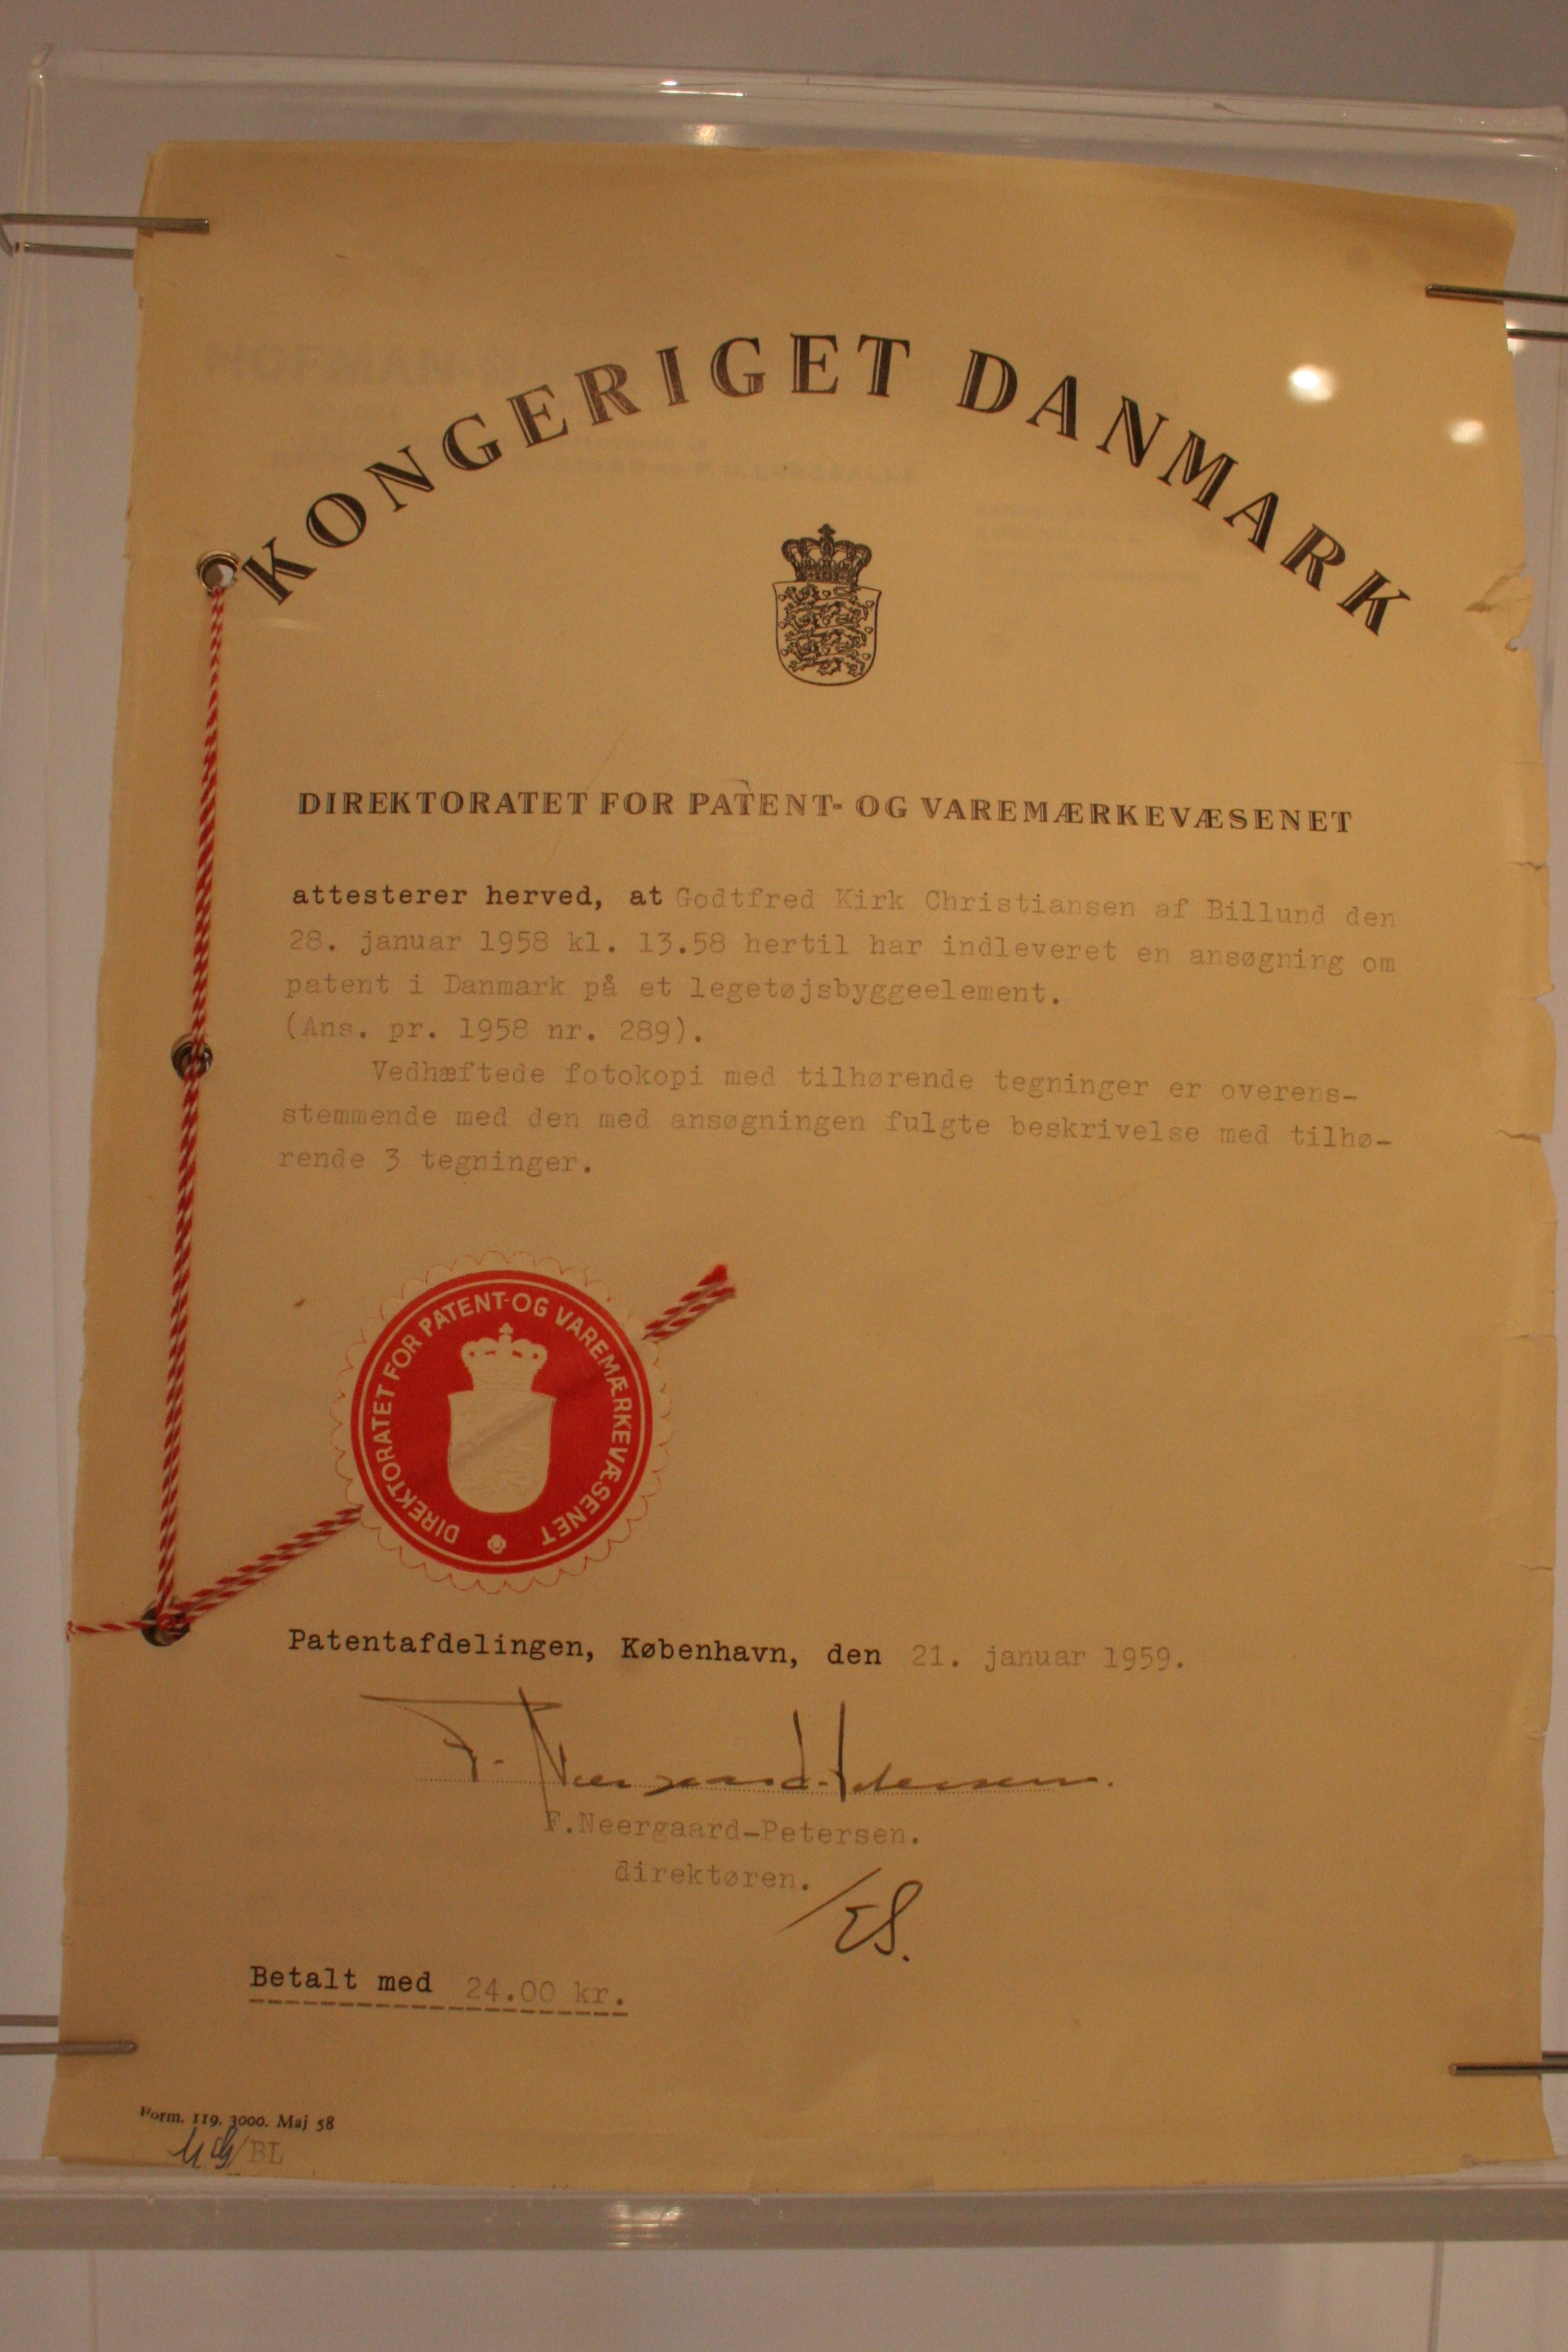 KONGERIGET DANMARK
DIREKTORATET FOR PATENT- OG VAREMÆRKEVÆSENET
attesterer herved, at Godtfred Kirk Christiansen af Billund den
28. januar 1958 kl. 13.58 hertil har indleveret en ansøgning om
patent i Danmark på et legetøjsbyggeelement.
(Ans. pr. 1958 nr. 289).
Vedhæftede fotokopi med tilhørende tegninger er overens-
stemmende med den med ansøgningen fulgte beskrivelse med tilhø-
rende 3 tegninger.
DIREKTORATET FOR PATENT-OG VAREMÆRKEVÆSENET
Patentafdelingen, København, den 21. januar 1959.
F. Neergaard-Petersen.
F.Neergaard-Petersen.
direktøren.
/ES.
Betalt med 24.00 kr.
Form. 119. 3000. Maj 58
/BL